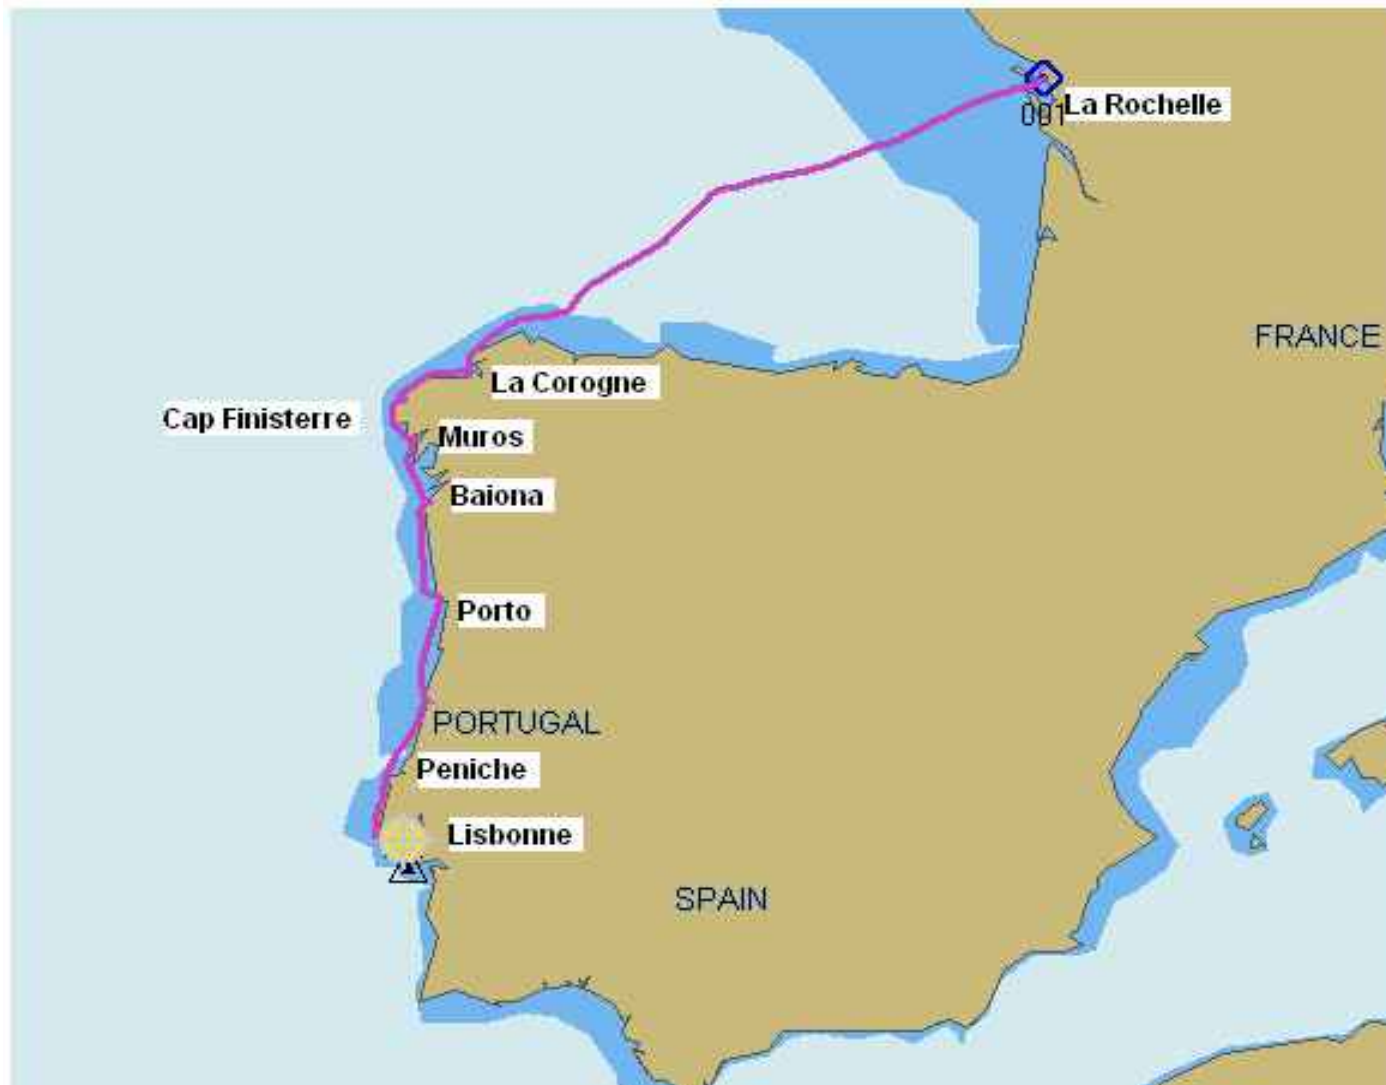 La Rochelle
001
FRANCE
La Corogne
Cap Finisterre
Muros
Baiona
Porto
PORTUGAL
Peniche
Lisbonne
SPAIN